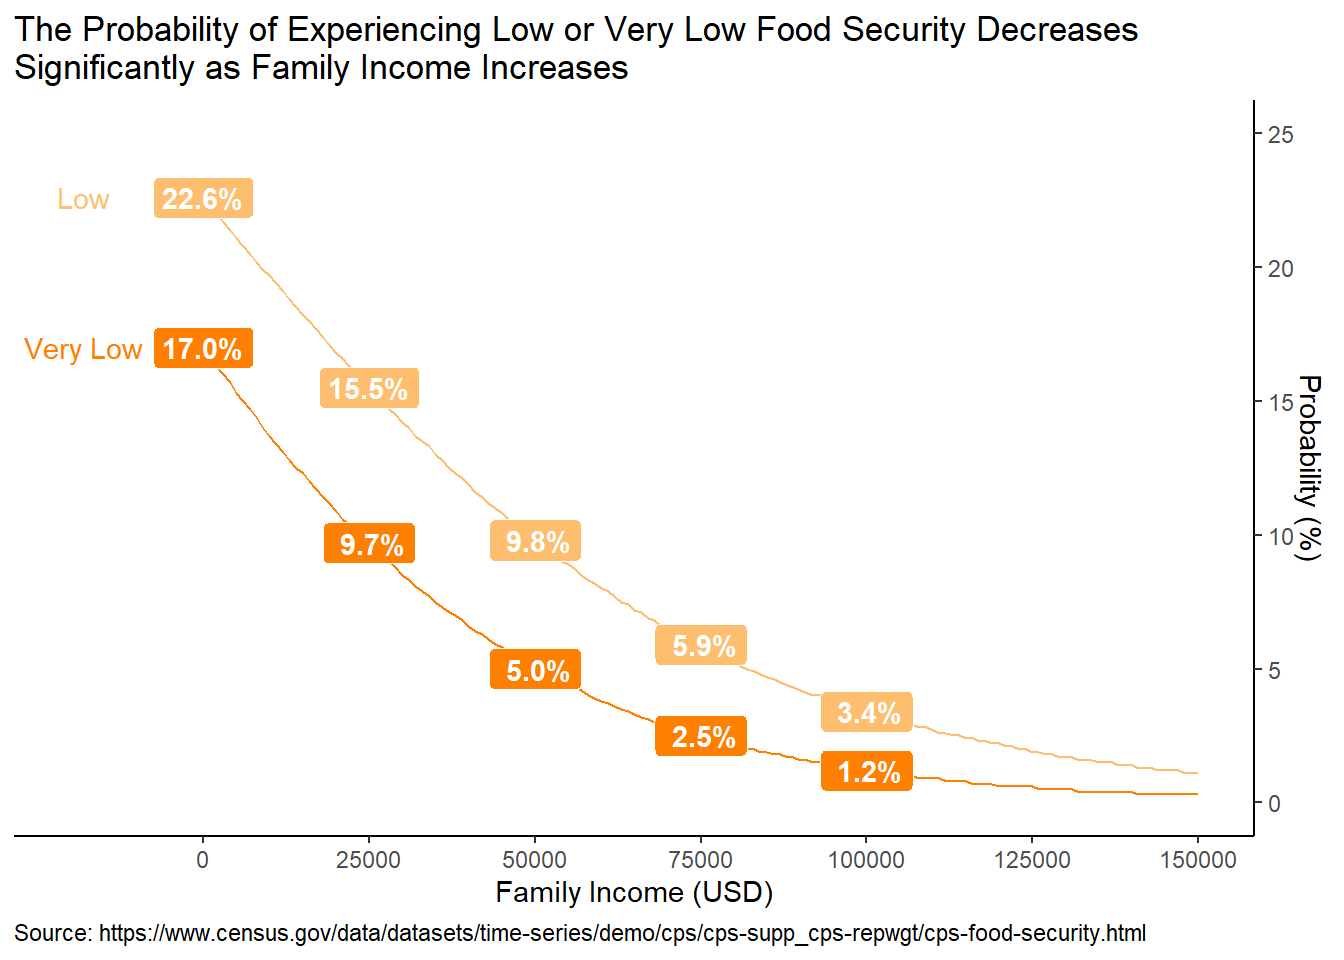 The Probability of Experiencing Low or Very Low Food Security Decreases
Significantly as Family Income Increases
25
Low
22.6%
20
Very Low
17.0%
15.5%
15
Probability (%)
9.7%
9.8%
10
5.0%
5.9%
5
2.5%
3.4%
1.2%
0
0 25000 50000 75000 100000 125000 150000
Family Income (USD)
Source: https://www.census.gov/data/datasets/time-series/demo/cps/cps-supp_cps-repwgt/cps-food-security.html